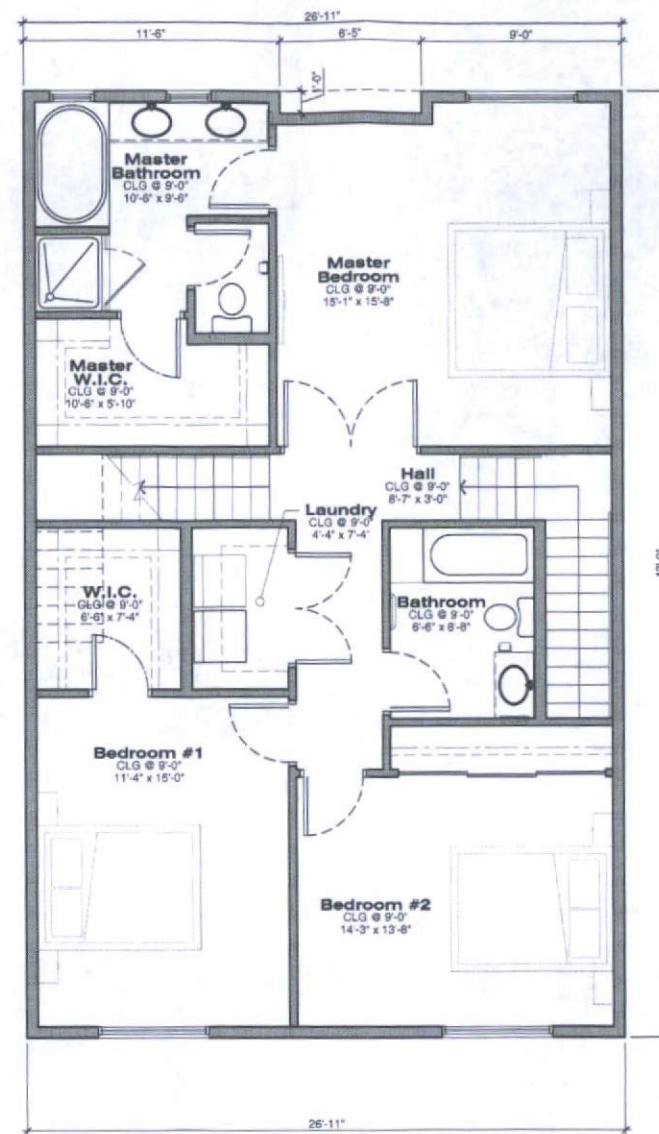 26'-11"
11'-6"
6'-5"
9'-0"
1'-0"
Master
Bathroom
CLG @ 9'-0"
10'-6" x 9'-6"
Master
Bedroom
CLG @ 9'-0"
15'-1" x 15'-8"
Master
W.I.C.
CLG @ 9'-0"
10'-6" x 5'-10"
Hall
CLG @ 9'-0"
8'-7" x 3'-0"
Laundry
CLG @ 9'-0"
4'-4" x 7'-4"
W.I.C.
CLG @ 9'-0"
6'-6" x 7'-4"
Bathroom
CLG @ 9'-0"
6'-6" x 8'-8"
Bedroom #1
CLG @ 9'-0"
11'-4" x 15'-0"
Bedroom #2
CLG @ 9'-0"
14'-3" x 13'-8"
26'-11"